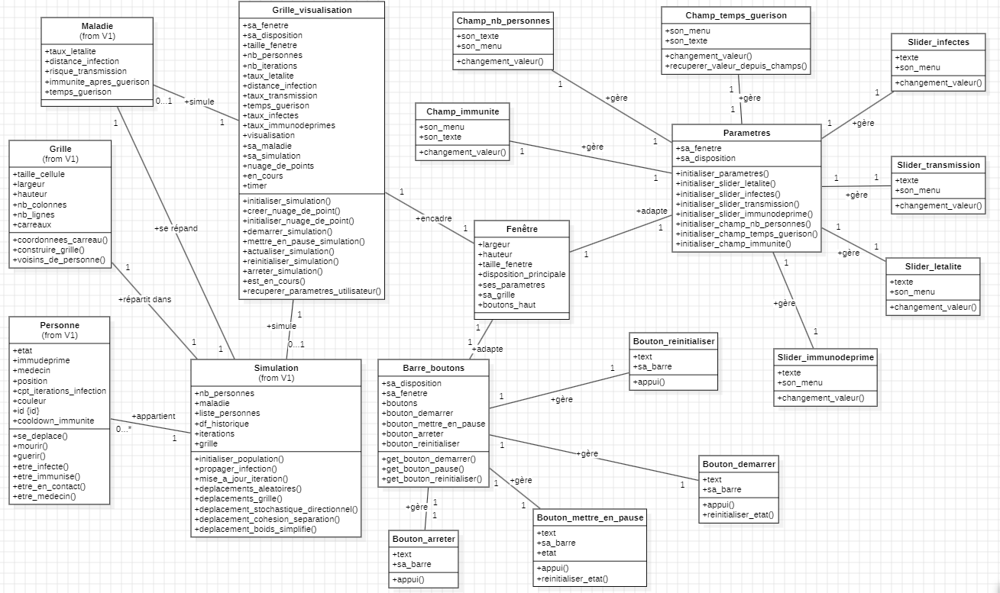 Maladie
(from V1)
+taux_letalite
+distance_infection
+risque_transmission
+immunite_apres_guerison
+temps_guerison
Grille_visualisation
+sa_fenetre
+sa_disposition
+taille_fenetre
+nb_personnes
+nb_iterations
+taux_letalite
+distance_infection
+taux_transmission
+temps_guerison
+taux_infectes
+taux_immunodeprimes
+visualisation
+sa_maladie
+sa_simulation
+nuage_de_points
+en_cours
+timer
+initialiser_simulation()
+creer_nuage_de_point()
+initialiser_nuage_de_point()
+demarrer_simulation()
+mettre_en_pause_simulation()
+actualiser_simulation()
+reinitialiser_simulation()
+arreter_simulation()
+est_en_cours()
+recuperer_parametres_utilisateur()
Champ_nb_personnes
+son_texte
+son_menu
+changement_valeur()
Champ_temps_guerison
+son_menu
+son_texte
+changement_valeur()
+recuperer_valeur_depuis_champs()
Slider_infectes
+texte
+son_menu
+changement_valeur()
0...1
+simule
1
1
+gère
1
1
+gère
1
1
+gère
1
Champ_immunite
+son_menu
+son_texte
+changement_valeur()
1
+gère
1
Parametres
+sa_fenetre
+sa_disposition
+initialiser_parametres()
+initialiser_slider_letalite()
+initialiser_slider_infectes()
+initialiser_slider_transmission()
+initialiser_slider_immunodeprime()
+initialiser_champ_nb_personnes()
+initialiser_champ_temps_guerison()
+initialiser_champ_immunite()
Slider_transmission
+texte
+son_menu
+changement_valeur()
1
+gère
1
Grille
(from V1)
+taille_cellule
+largeur
+hauteur
+nb_colonnes
+nb_lignes
+carreaux
+coordonnees_carreau()
+construire_grille()
+voisins_de_personne()
1
+se répand
1
1
+encadre
1
Fenêtre
+largeur
+hauteur
+taille_fenetre
+disposition_principale
+ses_parametres
+sa_grille
+boutons_haut
+adapte
1
1
1
+gère
1
Slider_letalite
+texte
+son_menu
+changement_valeur()
1
+répartit dans
1
1
+simule
0...1
1
1
+adapte
1
+gère
1
Personne
(from V1)
+etat
+immudeprime
+medecin
+position
+cpt_iterations_infection
+couleur
+id {id}
+cooldown_immunite
+se_deplace()
+mourir()
+guerir()
+etre_infecte()
+etre_immunise()
+etre_en_contact()
+etre_medecin()
+appartient
0...*
1
Simulation
(from V1)
+nb_personnes
+maladie
+liste_personnes
+df_historique
+iterations
+grille
+initialiser_population()
+propager_infection()
+mise_a_jour_iteration()
+deplacements_aleatoires()
+deplacements_grille()
+deplacement_stochastique_directionnel()
+deplacement_cohesion_separation()
+deplacement_boids_simplifie()
Barre_boutons
+sa_disposition
+sa_fenetre
+boutons
+bouton_demarrer
+bouton_mettre_en_pause
+bouton_arreter
+bouton_reinitialiser
+get_bouton_demarrer()
+get_bouton_pause()
+get_bouton_reinitialiser()
Bouton_reinitialiser
+text
+sa_barre
+appui()
1
+gère
1
Slider_immunodeprime
+texte
+son_menu
+changement_valeur()
1
+gère
1
Bouton_demarrer
+text
+sa_barre
+appui()
+reinitialiser_etat()
1
+gère
1
Bouton_mettre_en_pause
+text
+sa_barre
+etat
+appui()
+reinitialiser_etat()
+gère
1
1
Bouton_arreter
+text
+sa_barre
+appui()